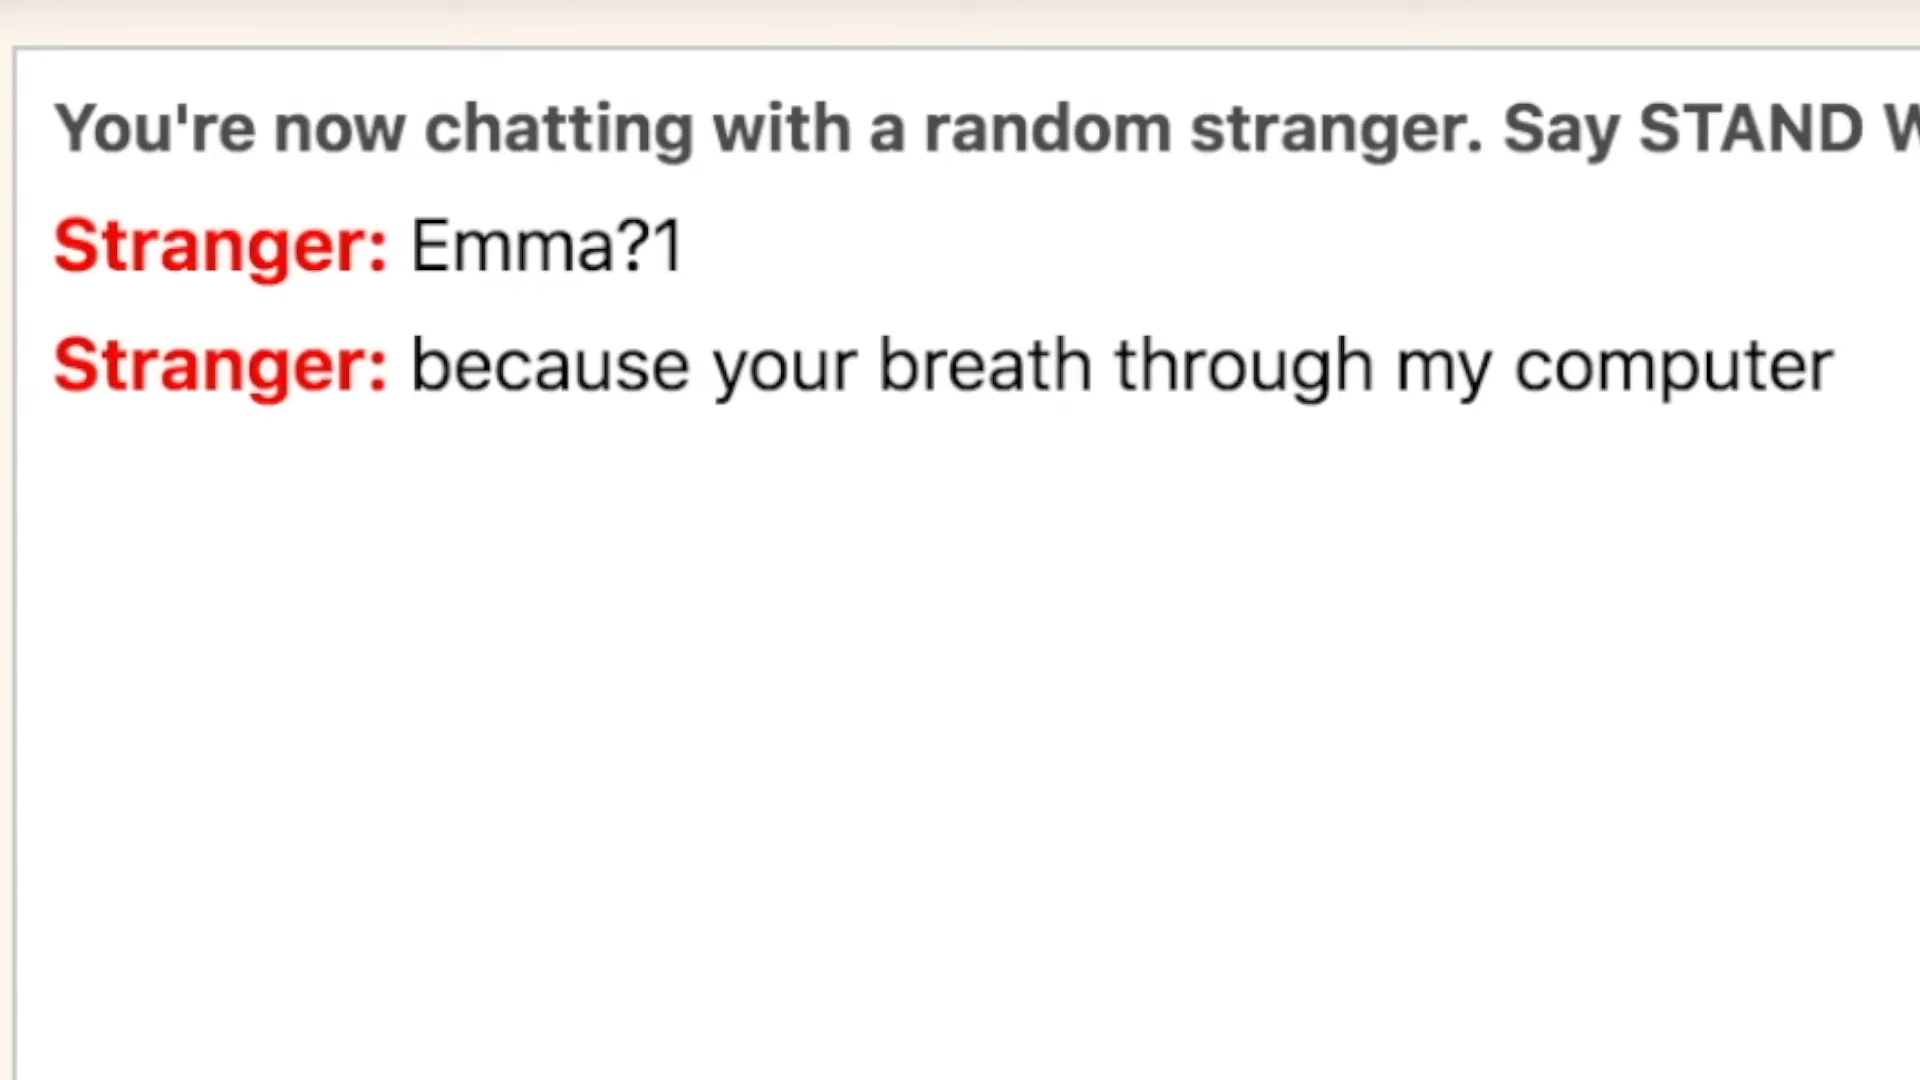 You're now chatting with a random stranger. Say STAND
Stranger: Emma?1
Stranger: because your breath through my computer